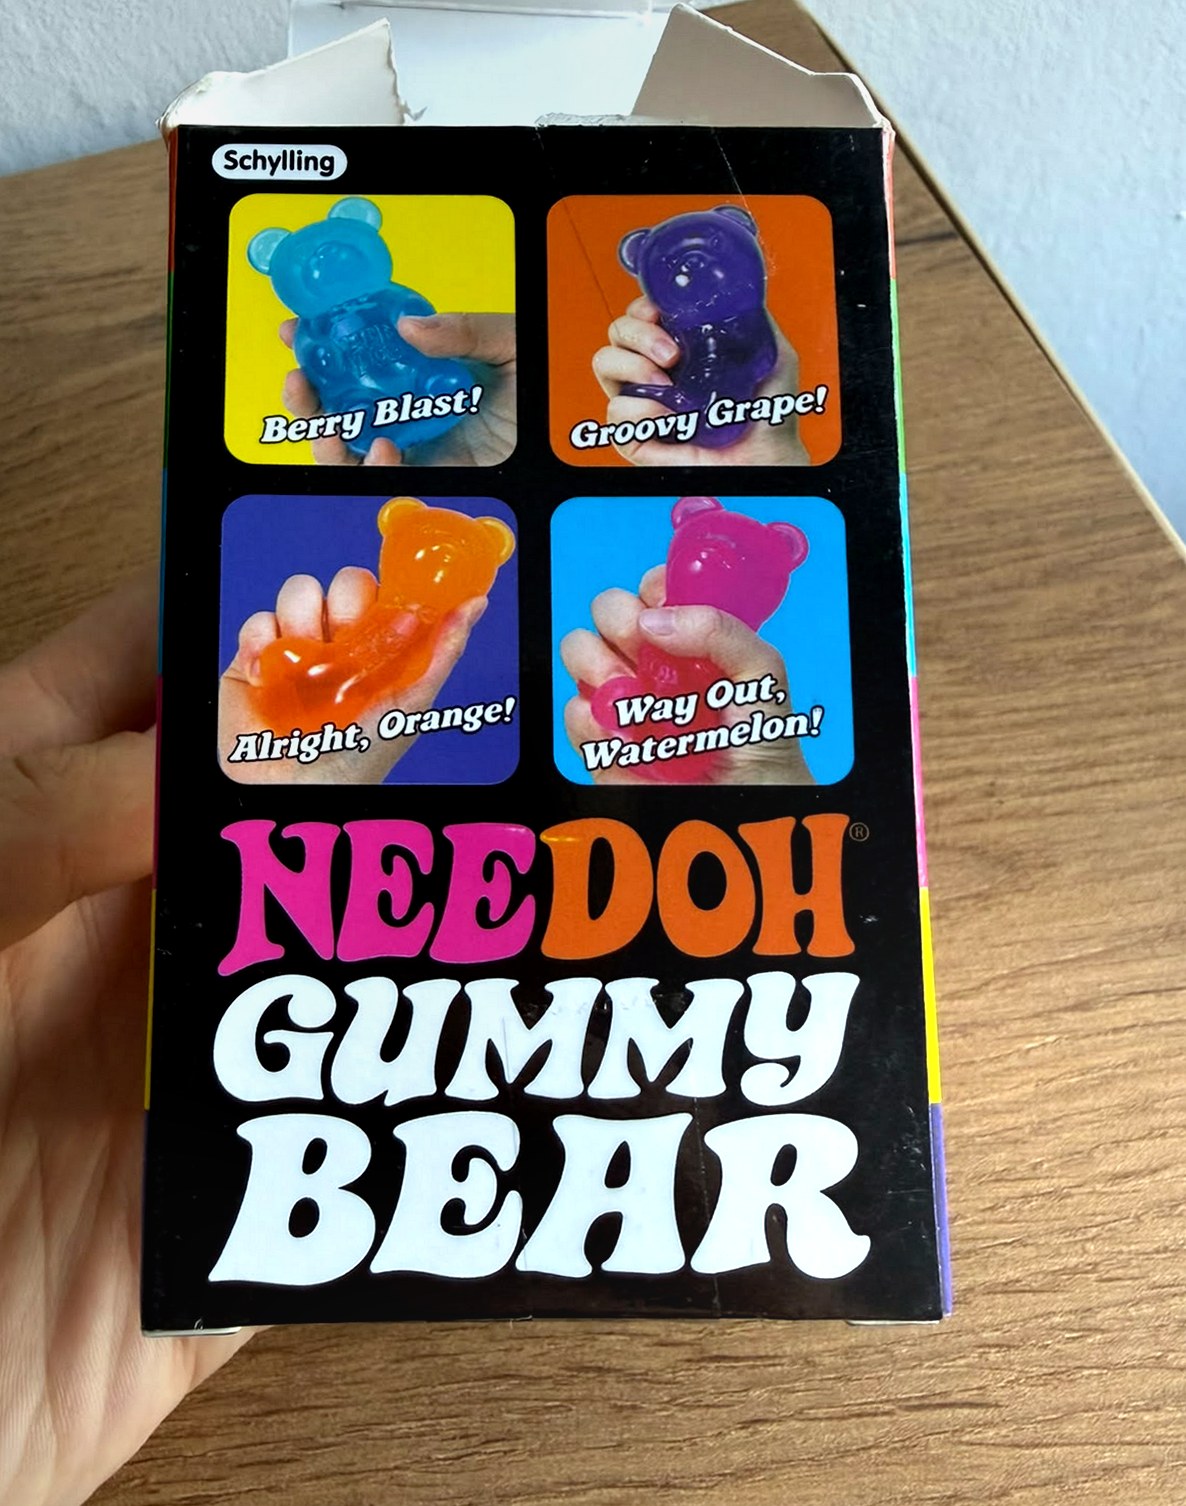 Schylling
Berry Blast!
Groovy Grape!
Alright, Orange!
Way Out,
Watermelon!
NEEDOH®
GUMMY
BEAR